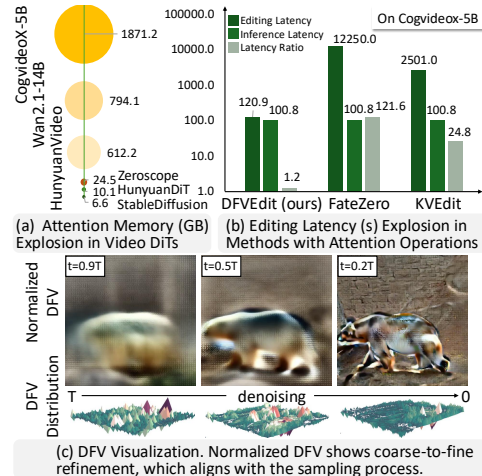 CogvideoX-5B
Wan2.1-14B
HunyuanVideo
1871.2
794.1
612.2
24.5 Zeroscope
10.1 HunyuanDiT
6.6 StableDiffusion
(a) Attention Memory (GB)
Explosion in Video DiTs
100000.0
10000.0
1000.0
100.0
10.0
1.0
Editing Latency
Inference Latency
Latency Ratio
On Cogvideox-5B
120.9
100.8
1.2
12250.0
100.8
121.6
2501.0
100.8
24.8
DFVEdit (ours)
FateZero
KVEdit
(b) Editing Latency (s) Explosion in
Methods with Attention Operations
Normalized
DFV
t=0.9T
t=0.5T
t=0.2T
DFV
Distribution
T denoising 0
(c) DFV Visualization. Normalized DFV shows coarse-to-fine
refinement, which aligns with the sampling process.